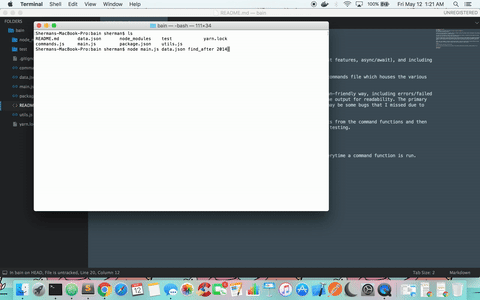 Terminal Shell Edit View Window Help 100% Fri May 12 1:21 AM
README.md — bain
UNREGISTERED
bain — -bash — 111×34
FOLDERS
bain
node_
test
.gitign
comm
data.js
main.js
packa
READM
utils.js
yarn.lo
Shermans-MacBook-Pro:bain sherman$ ls
README.md data.json node_modules test yarn.lock
commands.js main.js package.json utils.js
Shermans-MacBook-Pro:bain sherman$ node main.js data.json find_after 2014
t features, async/await), and including
ommands file which houses the various
n-friendly way, including errors/failed
e output for readability. The primary
ay be some bugs that I missed due to
s from the command functions and then
testing.
rytime a command function is run.
In bain on HEAD, File is untracked, Line 20, Column 12
Tab Size: 2
Markdown